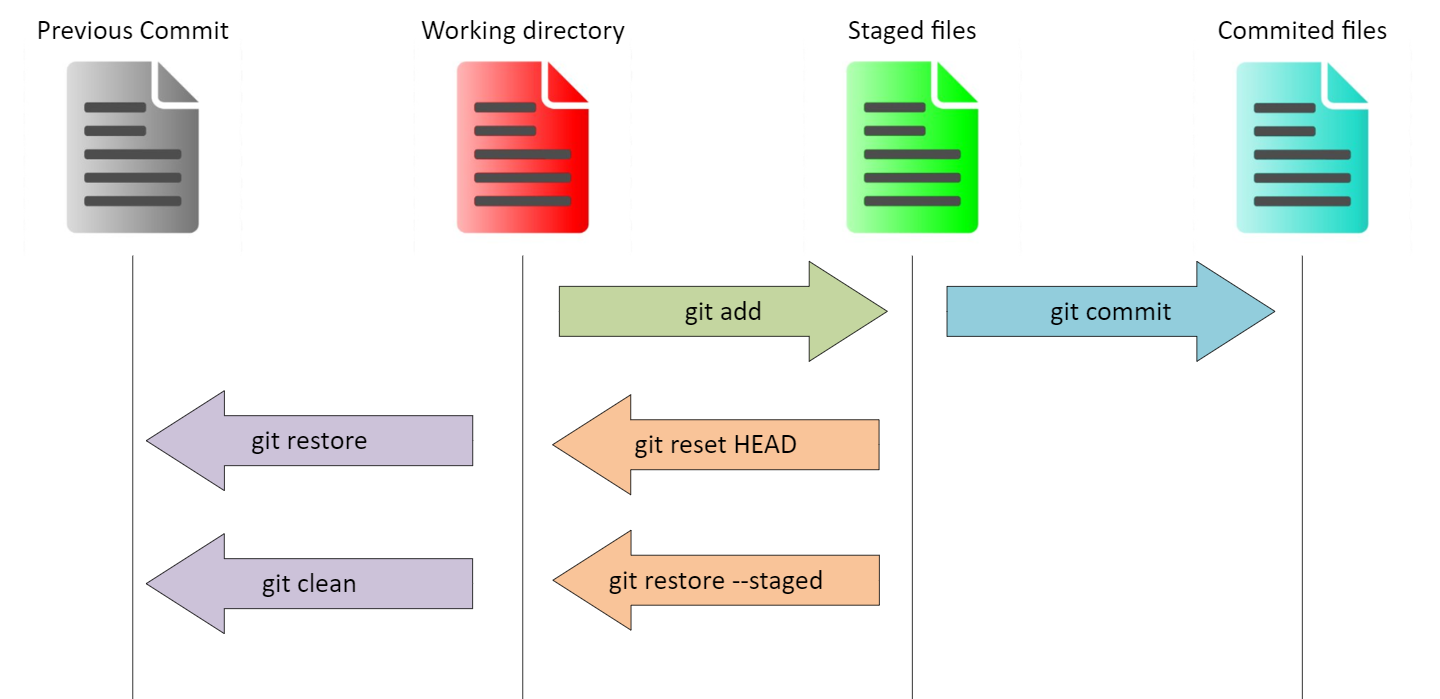 Previous Commit
Working directory
Staged files
Commited files
git add
git commit
git restore
git reset HEAD
git clean
git restore --staged